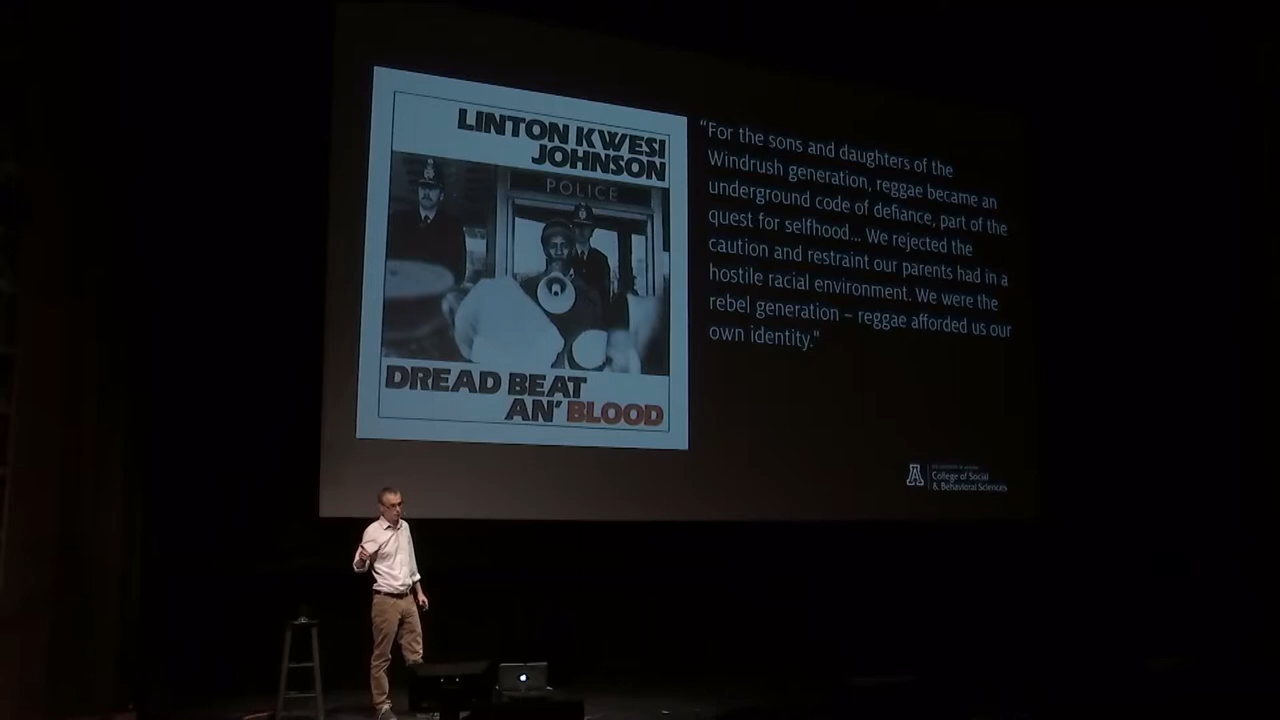 LINTON KWESI
JOHNSON
POLICE
DREAD BEAT
AN' BLOOD
“For the sons and daughters of the
Windrush generation, reggae became an
underground code of defiance, part of the
quest for selfhood... We rejected the
caution and restraint our parents had in a
hostile racial environment. We were the
rebel generation – reggae afforded us our
own identity."
A
College of Social
& Behavioral Sciences